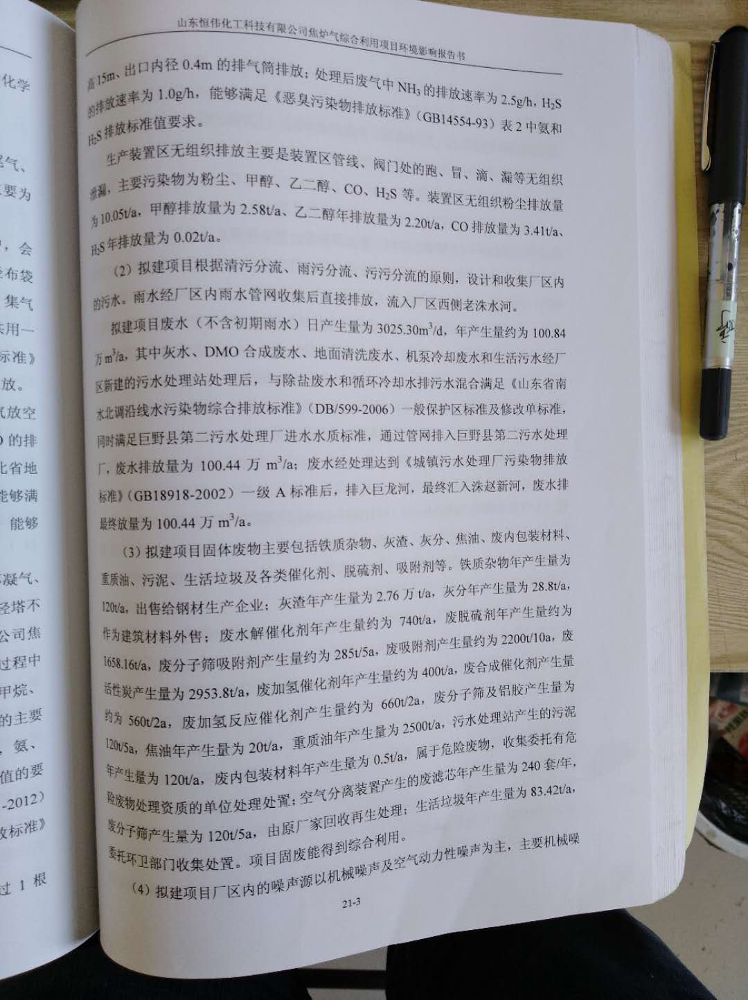 山东恒伟化工科技有限公司焦炉气综合利用项目环境影响报告书
高15m、出口内径 0.4m 的排气筒排放；处理后废气中 NH₃的排放速率为 2.5g/h，H₂S
的排放速率为 1.0g/h，能够满足《恶臭污染物排放标准》（GB14554-93）表 2 中氨和
H₂S 排放标准值要求。
生产装置区无组织排放主要是装置区管线、阀门处的跑、冒、滴、漏等无组织
泄漏，主要污染物为粉尘、甲醇、乙二醇、CO、H₂S 等。装置区无组织粉尘排放量
为 10.05t/a，甲醇排放量为 2.58t/a、乙二醇年排放量为 2.20t/a，CO 排放量为 3.41t/a、
H₂S 年排放量为 0.02t/a。
（2）拟建项目根据清污分流、雨污分流、污污分流的原则，设计和收集厂区内
的污水。雨水经厂区内雨水管网收集后直接排放，流入厂区西侧老洙水河。
拟建项目废水（不含初期雨水）日产生量为 3025.30m³/d，年产生量约为 100.84
万 m³/a，其中灰水、DMO 合成废水、地面清洗废水、机泵冷却废水和生活污水经厂
区新建的污水处理站处理后，与除盐废水和循环冷却水排污水混合满足《山东省南
水北调沿线水污染物综合排放标准》（DB/599-2006）一般保护区标准及修改单标准，
同时满足巨野县第二污水处理厂进水水质标准，通过管网排入巨野县第二污水处理
厂，废水排放量为 100.44 万 m³/a；废水经处理达到《城镇污水处理厂污染物排放
标准》（GB18918-2002）一级 A 标准后，排入巨龙河，最终汇入洙赵新河，废水排
最终放量为 100.44 万 m³/a。
（3）拟建项目固体废物主要包括铁质杂物、灰渣、灰分、焦油、废内包装材料、
重质油、污泥、生活垃圾及各类催化剂、脱硫剂、吸附剂等。铁质杂物年产生量为
120t/a，出售给钢材生产企业；灰渣年产生量为 2.76 万 t/a，灰分年产生量为 28.8t/a，
作为建筑材料外售；废水解催化剂年产生量约为 740t/a，废脱硫剂年产生量约为
1658.16t/a，废分子筛吸附剂产生量约为 285t/5a，废吸附剂产生量约为 2200t/10a，废
活性炭产生量为 2953.8t/a，废加氢催化剂年产生量约为 400t/a，废合成催化剂产生量
约为 560t/2a，废加氢反应催化剂产生量约为 660t/2a，废分子筛及铝胶产生量为
120t/5a，焦油年产生量为 20t/a，重质油年产生量为 2500t/a，污水处理站产生的污泥
年产生量为 120t/a，废内包装材料年产生量为 0.5t/a，属于危险废物，收集委托有危
险废物处理资质的单位处理处置；空气分离装置产生的废滤芯年产生量为 240 套/年，
废分子筛产生量为 120t/5a，由原厂家回收再生处理；生活垃圾年产生量为 83.42t/a，
委托环卫部门收集处置。项目固废能得到综合利用。
（4）拟建项目厂区内的噪声源以机械噪声及空气动力性噪声为主，主要机械噪
21-3
化学
尾气、
要为
，会
布袋
集气
共用一
标准》
放。
气放空
的排
北省地
能够满
能够
凝气、
轻塔不
公司焦
过程中
甲烷、
的主要
，氨、
值的要
-2012）
放标准》
过 1 根